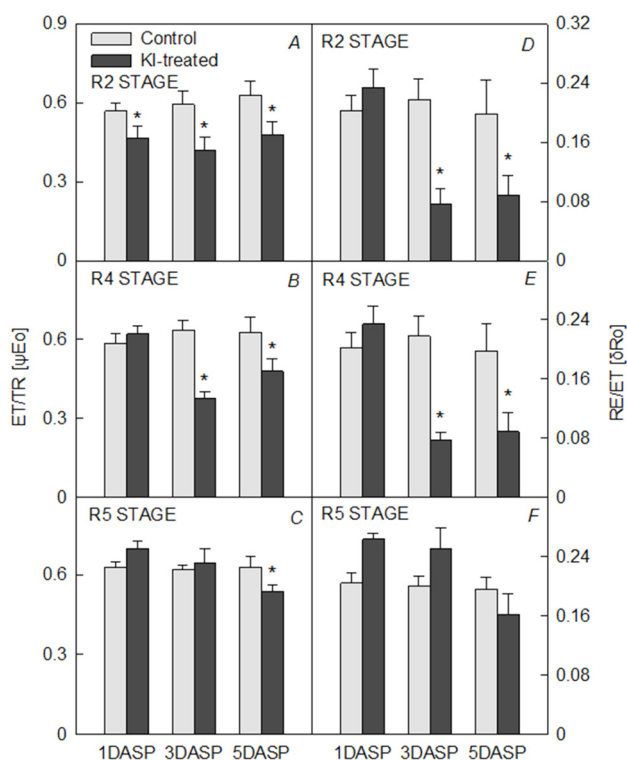 0.9
0.6
0.3
0
0.6
0.3
0
0.6
0.3
0
ET/TR [ψEo]
Control
KI-treated
A
R2 STAGE
* * *
R4 STAGE B
* *
R5 STAGE C
*
1DASP 3DASP 5DASP
R2 STAGE D
* *
R4 STAGE E
* *
R5 STAGE F
1DASP 3DASP 5DASP
0.32
0.24
0.16
0.08
0
0.24
0.16
0.08
0
0.24
0.16
0.08
0
RE/ET [δRo]